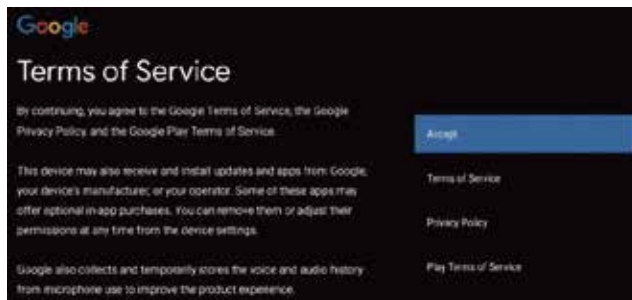 Google
Terms of Service
By continuing, you agree to the Google Terms of Service, the Google
Privacy Policy, and the Google Play Terms of Service.
This device may also receive and install updates and apps from Google,
your device's manufacturer, or your operator. Some of these apps may
offer optional in-app purchases. You can remove them or adjust their
permissions at any time from the device settings.
Google also collects and temporarily stores the voice and audio history
from microphone use to improve the product experience.
Accept
Terms of Service
Privacy Policy
Play Terms of Service